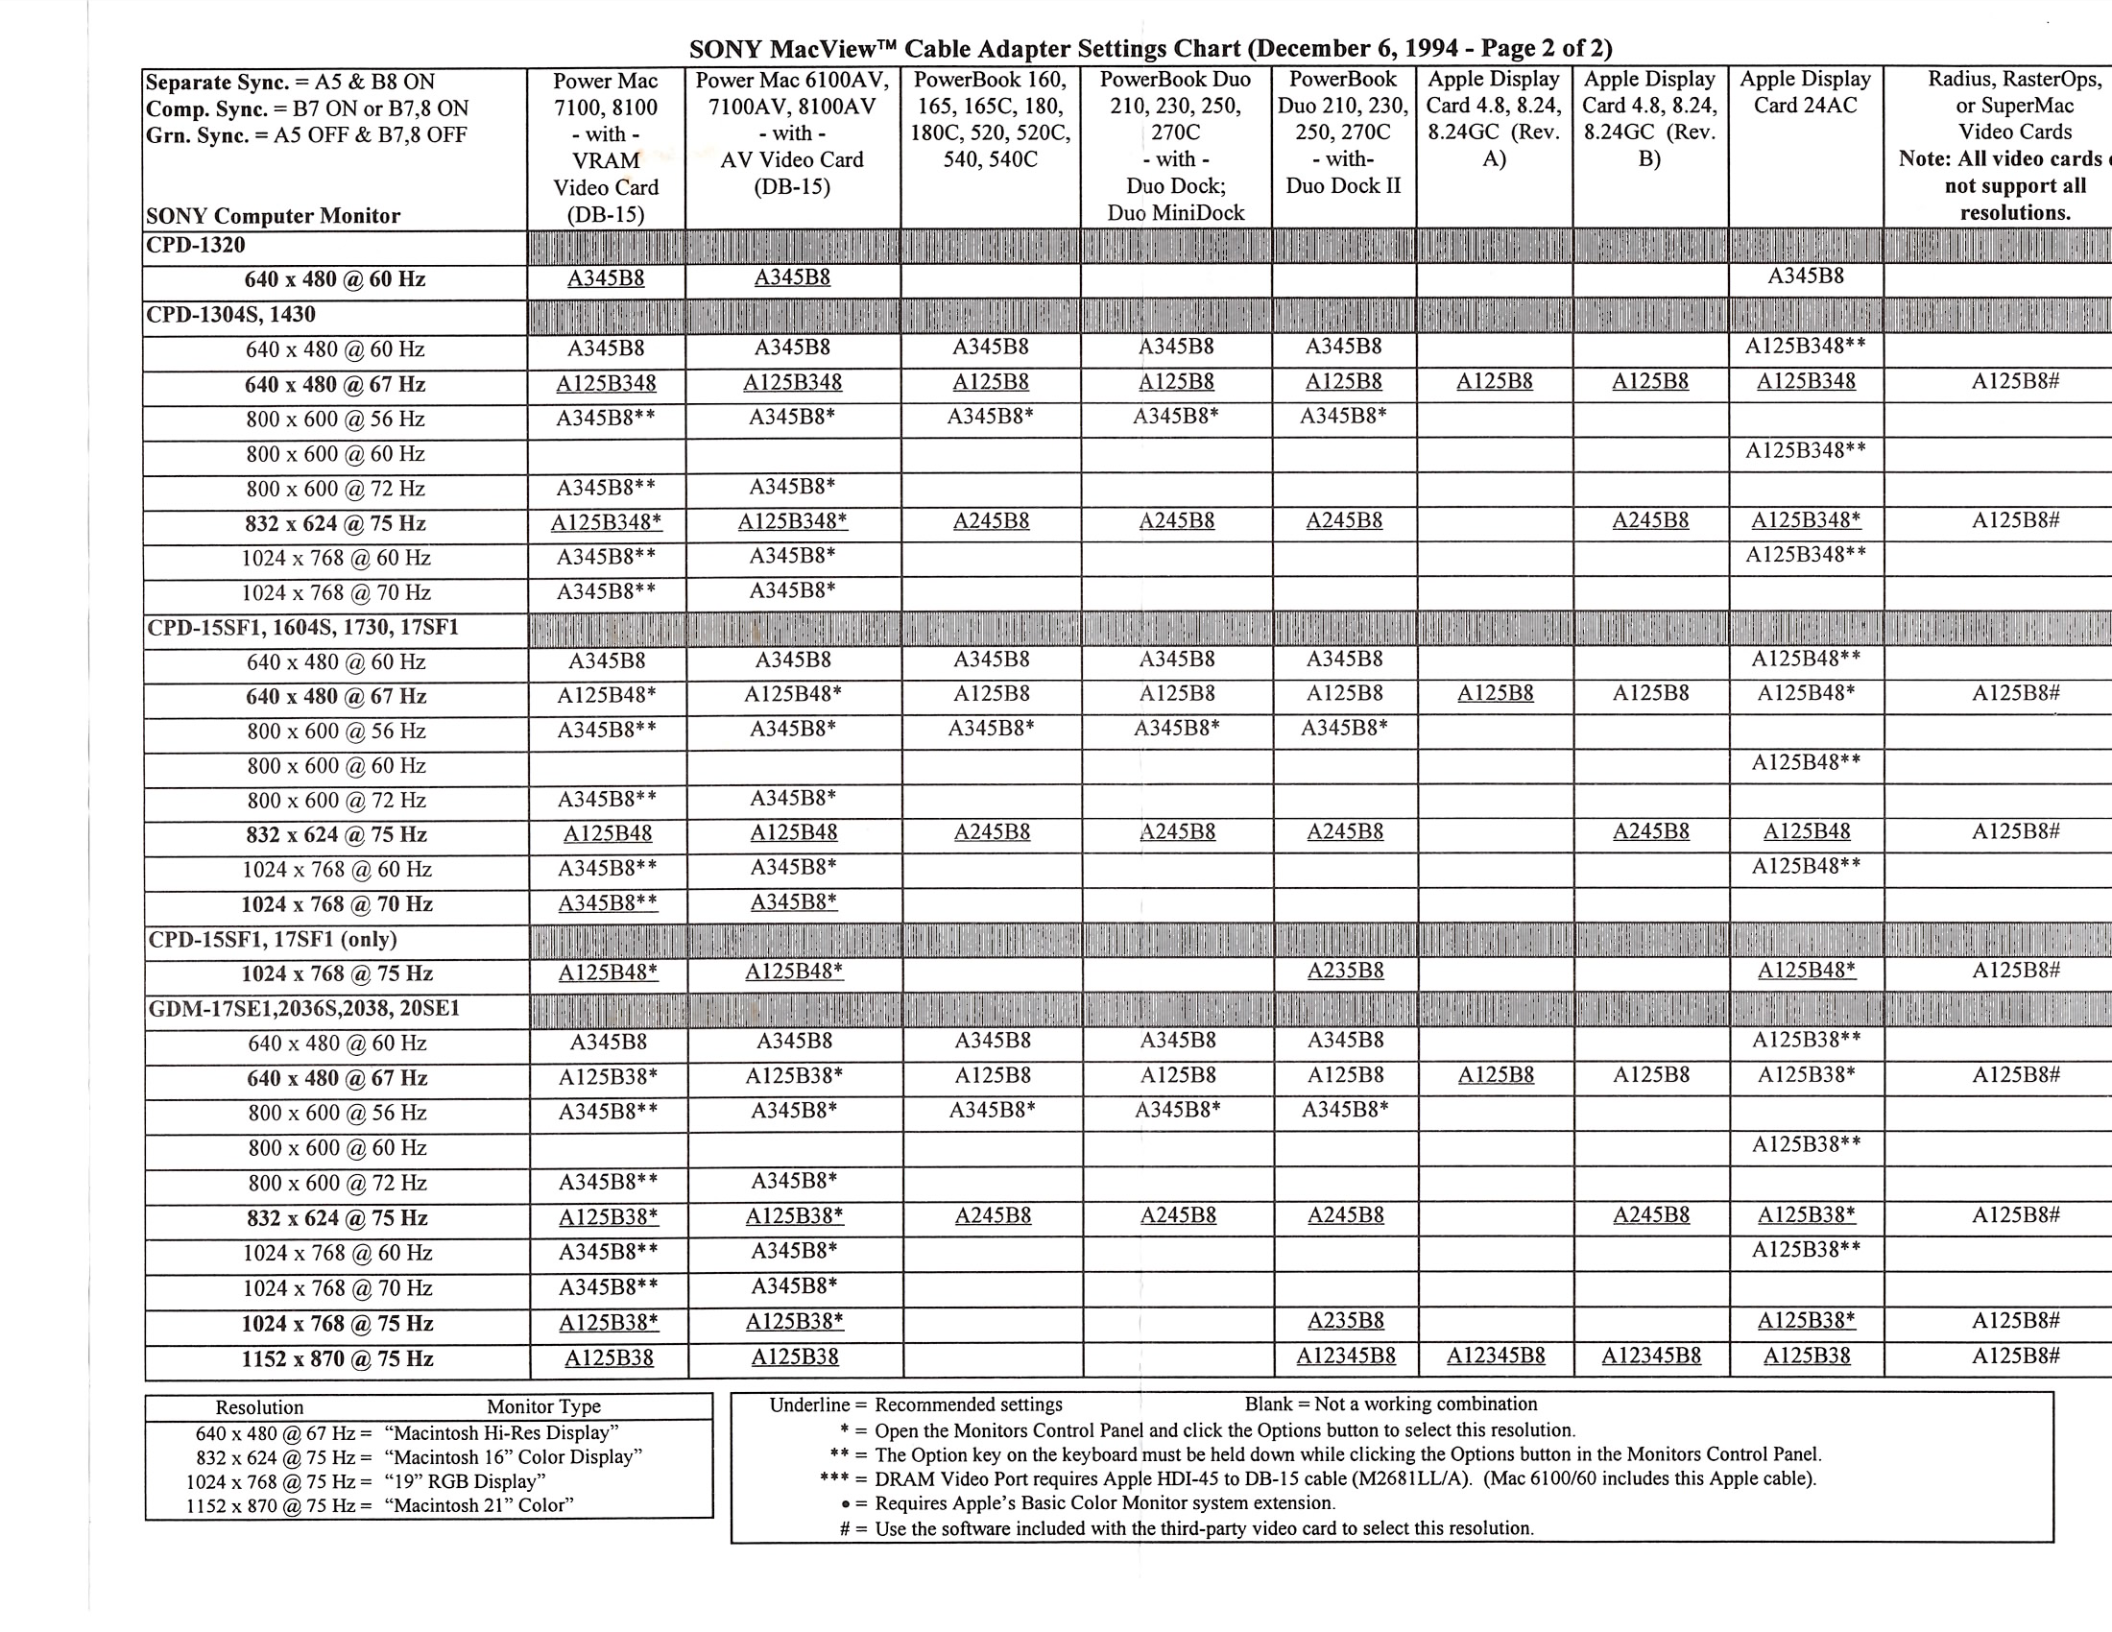 SONY MacView™ Cable Adapter Settings Chart (December 6, 1994 - Page 2 of 2)
Separate Sync. = A5 & B8 ON
Comp. Sync. = B7 ON or B7,8 ON
Grn. Sync. = A5 OFF & B7,8 OFF
SONY Computer Monitor
Power Mac
7100, 8100
- with -
VRAM
Video Card
(DB-15)
Power Mac 6100AV,
7100AV, 8100AV
- with -
AV Video Card
(DB-15)
PowerBook 160,
165, 165C, 180,
180C, 520, 520C,
540, 540C
PowerBook Duo
210, 230, 250,
270C
- with -
Duo Dock;
Duo MiniDock
PowerBook
Duo 210, 230,
250, 270C
- with-
Duo Dock II
Apple Display
Card 4.8, 8.24,
8.24GC (Rev.
A)
Apple Display
Card 4.8, 8.24,
8.24GC (Rev.
B)
Apple Display
Card 24AC
Radius, RasterOps,
or SuperMac
Video Cards
Note: All video cards
not support all
resolutions.
CPD-1320
640 x 480 @ 60 Hz A345B8 A345B8 A345B8
CPD-1304S, 1430
640 x 480 @ 60 Hz A345B8 A345B8 A345B8 A345B8 A345B8 A125B348**
640 x 480 @ 67 Hz A125B348 A125B348 A125B8 A125B8 A125B8 A125B8 A125B8 A125B348 A125B8#
800 x 600 @ 56 Hz A345B8** A345B8* A345B8* A345B8* A345B8*
800 x 600 @ 60 Hz A125B348**
800 x 600 @ 72 Hz A345B8** A345B8*
832 x 624 @ 75 Hz A125B348* A125B348* A245B8 A245B8 A245B8 A245B8 A125B348* A125B8#
1024 x 768 @ 60 Hz A345B8** A345B8* A125B348**
1024 x 768 @ 70 Hz A345B8** A345B8*
CPD-15SF1, 1604S, 1730, 17SF1
640 x 480 @ 60 Hz A345B8 A345B8 A345B8 A345B8 A345B8 A125B48**
640 x 480 @ 67 Hz A125B48* A125B48* A125B8 A125B8 A125B8 A125B8 A125B8 A125B48* A125B8#
800 x 600 @ 56 Hz A345B8** A345B8* A345B8* A345B8* A345B8*
800 x 600 @ 60 Hz A125B48**
800 x 600 @ 72 Hz A345B8** A345B8*
832 x 624 @ 75 Hz A125B48 A125B48 A245B8 A245B8 A245B8 A245B8 A125B48 A125B8#
1024 x 768 @ 60 Hz A345B8** A345B8* A125B48**
1024 x 768 @ 70 Hz A345B8** A345B8*
CPD-15SF1, 17SF1 (only)
1024 x 768 @ 75 Hz A125B48* A125B48* A235B8 A125B48* A125B8#
GDM-17SE1,2036S,2038, 20SE1
640 x 480 @ 60 Hz A345B8 A345B8 A345B8 A345B8 A345B8 A125B38**
640 x 480 @ 67 Hz A125B38* A125B38* A125B8 A125B8 A125B8 A125B8 A125B8 A125B38* A125B8#
800 x 600 @ 56 Hz A345B8** A345B8* A345B8* A345B8* A345B8*
800 x 600 @ 60 Hz A125B38**
800 x 600 @ 72 Hz A345B8** A345B8*
832 x 624 @ 75 Hz A125B38* A125B38* A245B8 A245B8 A245B8 A245B8 A125B38* A125B8#
1024 x 768 @ 60 Hz A345B8** A345B8* A125B38**
1024 x 768 @ 70 Hz A345B8** A345B8*
1024 x 768 @ 75 Hz A125B38* A125B38* A235B8 A125B38* A125B8#
1152 x 870 @ 75 Hz A125B38 A125B38 A12345B8 A12345B8 A12345B8 A125B38 A125B8#
Resolution Monitor Type
640 x 480 @ 67 Hz = “Macintosh Hi-Res Display”
832 x 624 @ 75 Hz = “Macintosh 16” Color Display”
1024 x 768 @ 75 Hz = “19” RGB Display”
1152 x 870 @ 75 Hz = “Macintosh 21” Color”
Underline = Recommended settings Blank = Not a working combination
* = Open the Monitors Control Panel and click the Options button to select this resolution.
** = The Option key on the keyboard must be held down while clicking the Options button in the Monitors Control Panel.
*** = DRAM Video Port requires Apple HDI-45 to DB-15 cable (M2681LL/A). (Mac 6100/60 includes this Apple cable).
● = Requires Apple’s Basic Color Monitor system extension.
# = Use the software included with the third-party video card to select this resolution.